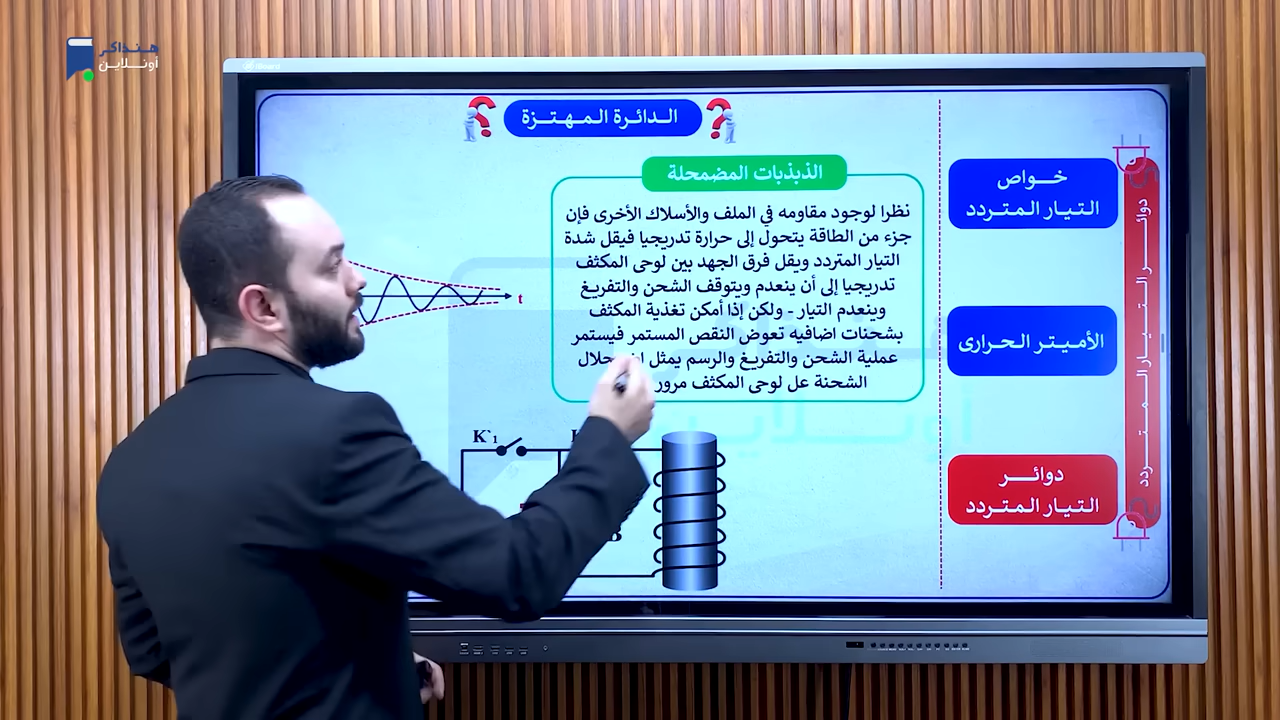 هنذاكر
أونلاين
iBoard
الدائرة المهتزة
الذبذبات المضمحلة
نظرا لوجود مقاومه في الملف والأسلاك الأخرى فإن
جزء من الطاقة يتحول إلى حرارة تدريجيا فيقل شدة
التيار المتردد ويقل فرق الجهد بين لوحى المكثف
تدريجيا إلى أن ينعدم ويتوقف الشحن والتفريغ
وينعدم التيار - ولكن إذا أمكن تغذية المكثف
بشحنات اضافيه تعوض النقص المستمر فيستمر
عملية الشحن والتفريغ والرسم يمثل
الشحنة عل لوحى المكثف مرور
t
K`1
خواص
التيار المتردد
الأميتر الحرارى
دوائر
التيار المتردد
دوائر التيار المتردد
أونلاين